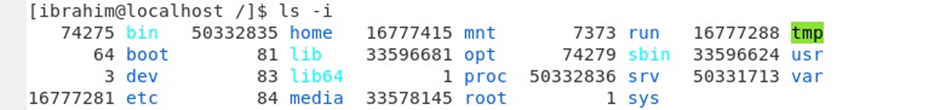 [ibrahim@localhost /]$ ls -i
74275 bin 50332835 home 16777415 mnt 7373 run 16777288 tmp
64 boot 81 lib 33596681 opt 74279 sbin 33596624 usr
3 dev 83 lib64 1 proc 50332836 srv 50331713 var
16777281 etc 84 media 33578145 root 1 sys